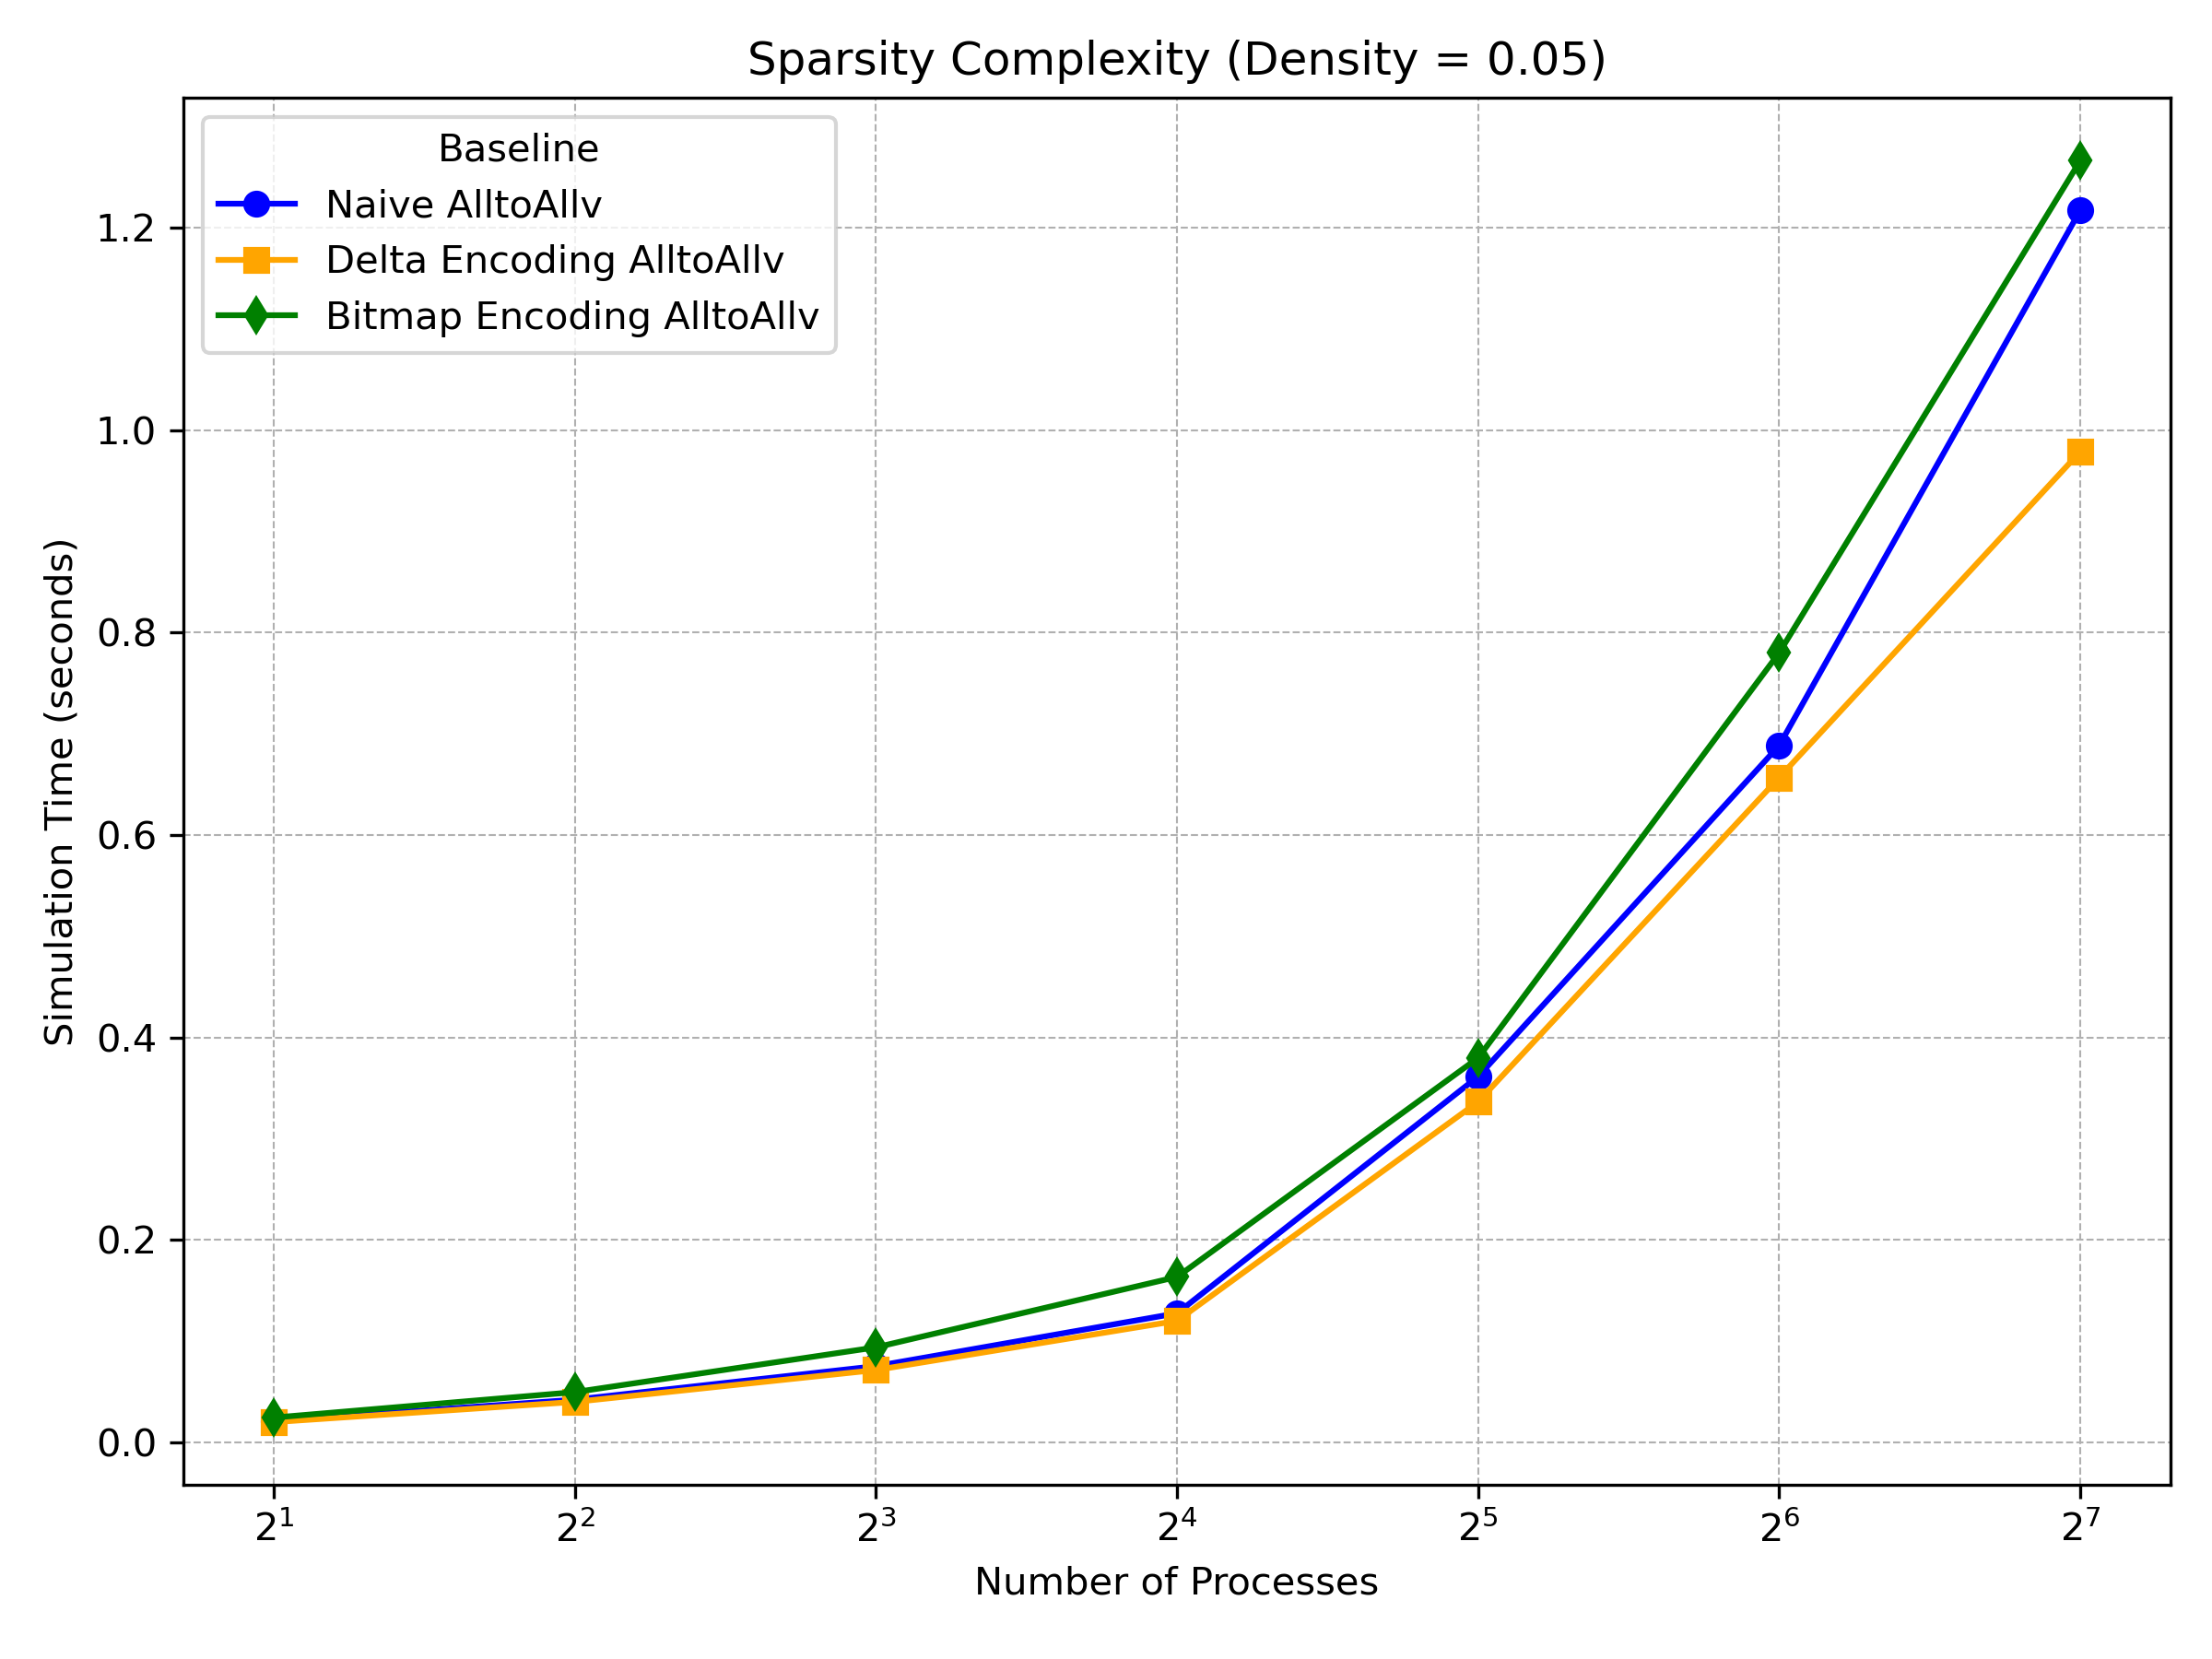 Sparsity Complexity (Density = 0.05)
Baseline
Naive AlltoAllv
Delta Encoding AlltoAllv
Bitmap Encoding AlltoAllv
Simulation Time (seconds)
1.2
1.0
0.8
0.6
0.4
0.2
0.0
2¹ 2² 2³ 2⁴ 2⁵ 2⁶ 2⁷
Number of Processes